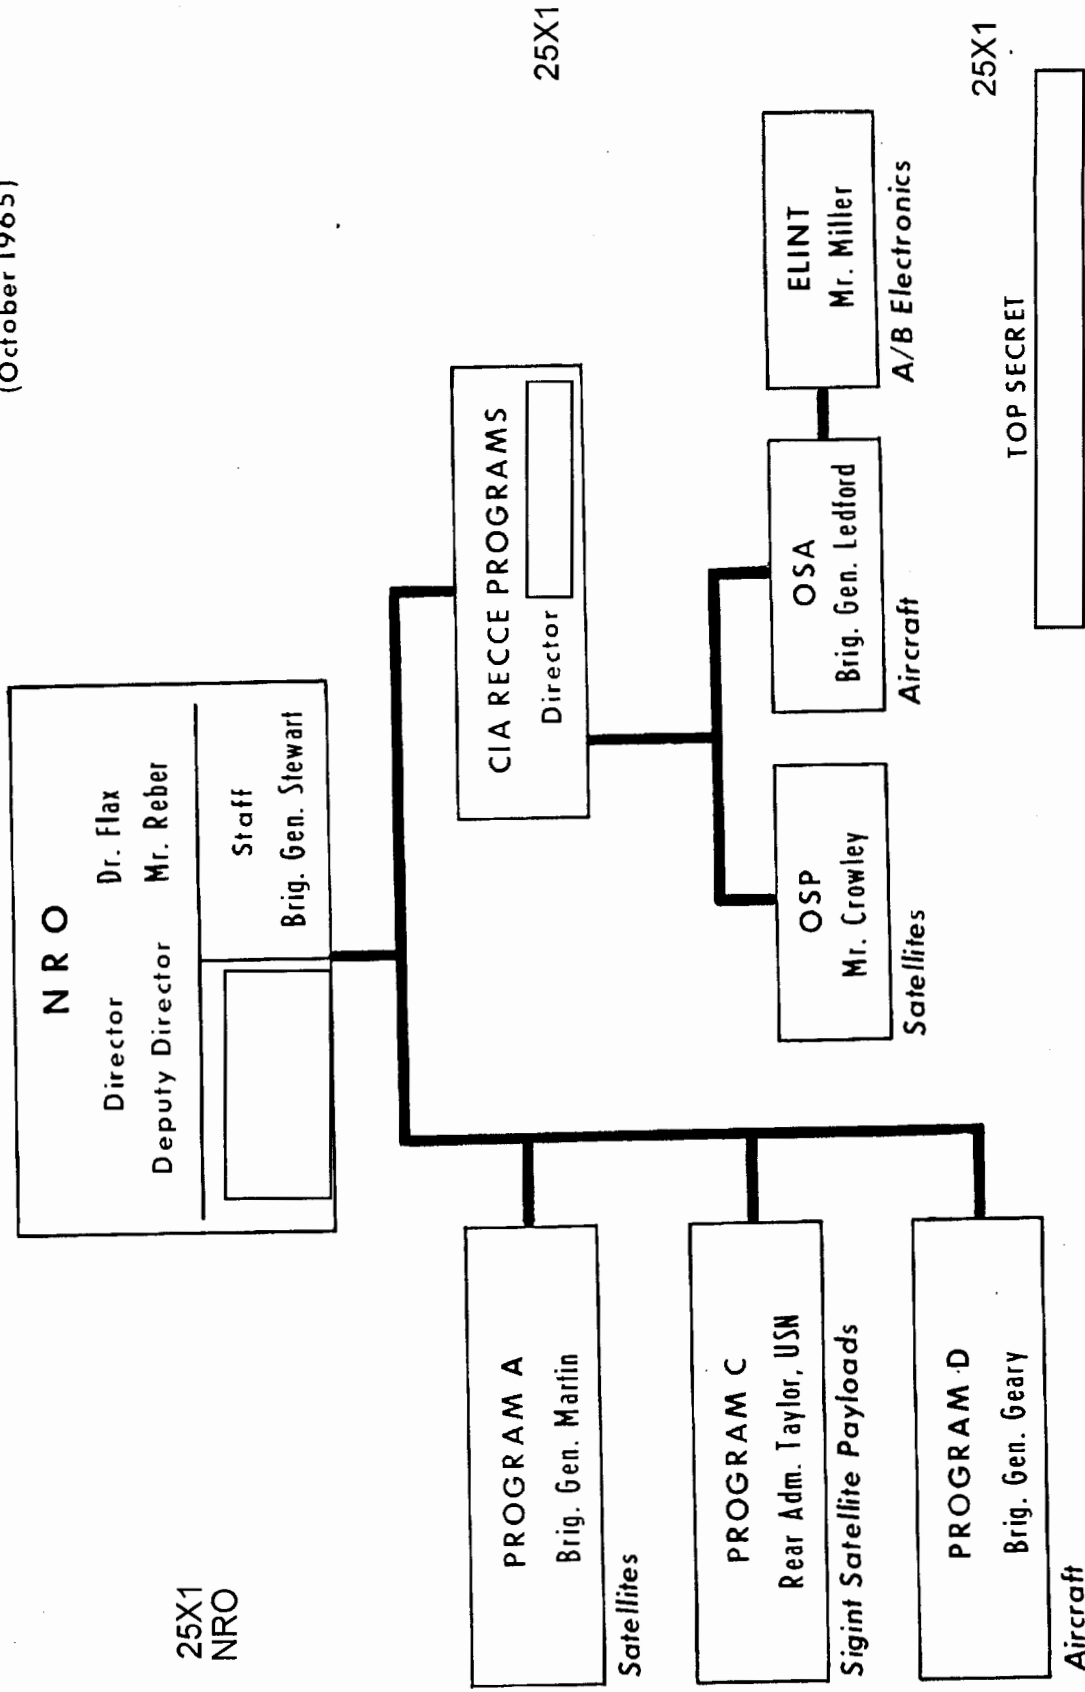 (October 1965)
NRO
Director Dr. Flax
Deputy Director Mr. Reber
Staff
Brig. Gen. Stewart
25X1
NRO
CIA RECCE PROGRAMS
Director
25X1
PROGRAM A
Brig. Gen. Martin
Satellites
PROGRAM C
Rear Adm. Taylor, USN
Sigint Satellite Payloads
PROGRAM D
Brig. Gen. Geary
Aircraft
OSP
Mr. Crowley
Satellites
OSA
Brig. Gen. Ledford
Aircraft
ELINT
Mr. Miller
A/B Electronics
TOP SECRET
25X1